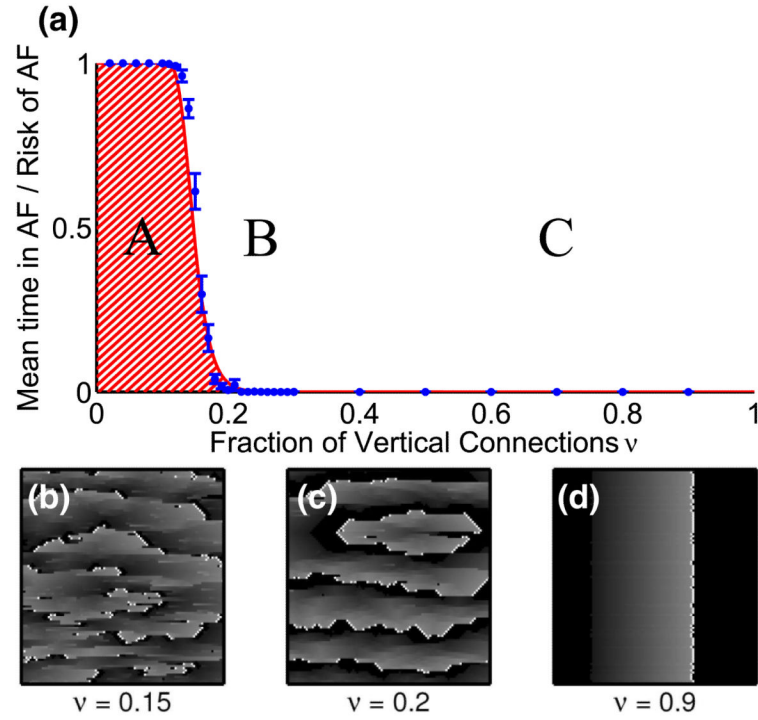 (a)
Mean time in AF / Risk of AF
1
0.5
0
A
B
C
0 0.2 0.4 0.6 0.8 1
Fraction of Vertical Connections ν
(b) (c) (d)
ν = 0.15 ν = 0.2 ν = 0.9